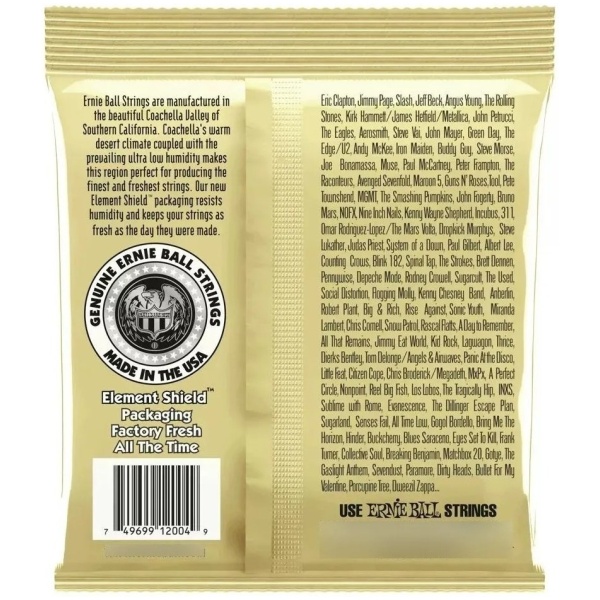 Ernie Ball Strings are manufactured in
the beautiful Coachella Valley of
Southern California. Coachella's warm
desert climate coupled with the
prevailing ultra low humidity makes
this region perfect for producing the
finest and freshest strings. Our new
Element Shield™ packaging resists
humidity and keeps your strings as
fresh as the day they were made.
GENUINE ERNIE BALL STRINGS
MADE IN THE USA
Element Shield™
Packaging
Factory Fresh
All The Time
7 49699 12004 9
Eric Clapton, Jimmy Page, Slash, Jeff Beck, Angus Young, The Rolling
Stones, Kirk Hammett/James Hetfield/Metallica, John Petrucci,
The Eagles, Aerosmith, Steve Vai, John Mayer, Green Day, The
Edge/U2, Andy McKee, Iron Maiden, Buddy Guy, Steve Morse,
Joe Bonamassa, Muse, Paul McCartney, Peter Frampton, The
Raconteurs, Avenged Sevenfold, Maroon 5, Guns N' Roses, Tool, Pete
Townshend, MGMT, The Smashing Pumpkins, John Fogerty, Bruno
Mars, NOFX, Nine Inch Nails, Kenny Wayne Shepherd, Incubus, 311,
Omar Rodriguez-Lopez/The Mars Volta, Dropkick Murphys, Steve
Lukather, Judas Priest, System of a Down, Paul Gilbert, Albert Lee,
Counting Crows, Blink 182, Spinal Tap, The Strokes, Brett Dennen,
Pennywise, Depeche Mode, Rodney Crowell, Sugarcult, The Used,
Social Distortion, Flogging Molly, Kenny Chesney Band, Anberlin,
Robert Plant, Big & Rich, Rise Against, Sonic Youth, Miranda
Lambert, Chris Cornell, Snow Patrol, Rascal Flatts, A Day to Remember,
All That Remains, Jimmy Eat World, Kid Rock, Lagwagon, Thrice,
Dierks Bentley, Tom Delonge/Angels & Airwaves, Panic At the Disco,
Little Feat, Citizen Cope, Chris Broderick/Megadeth, MxPx, A Perfect
Circle, Nonpoint, Reel Big Fish, Los Lobos, The Tragically Hip, INXS,
Sublime with Rome, Evanescence, The Dillinger Escape Plan,
Sugarland, Senses Fail, All Time Low, Gogol Bordello, Bring Me The
Horizon, Hinder, Buckcherry, Blues Saraceno, Eyes Set To Kill, Frank
Turner, Collective Soul, Breaking Benjamin, Matchbox 20, Gotye, The
Gaslight Anthem, Sevendust, Paramore, Dirty Heads, Bullet For My
Valentine, Porcupine Tree, Dweezil Zappa...
USE ERNIE BALL STRINGS